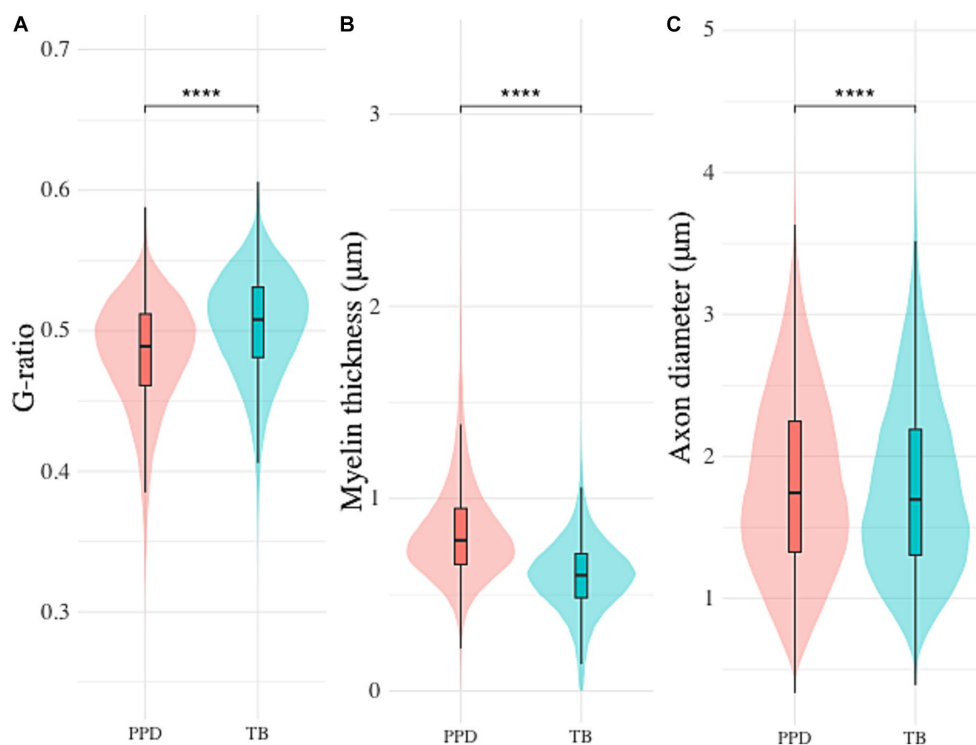 A
G-ratio
0.7
0.6
0.5
0.4
0.3
****
PPD TB
B
Myelin thickness (μm)
3
2
1
0
****
PPD TB
C
Axon diameter (μm)
5
4
3
2
1
****
PPD TB